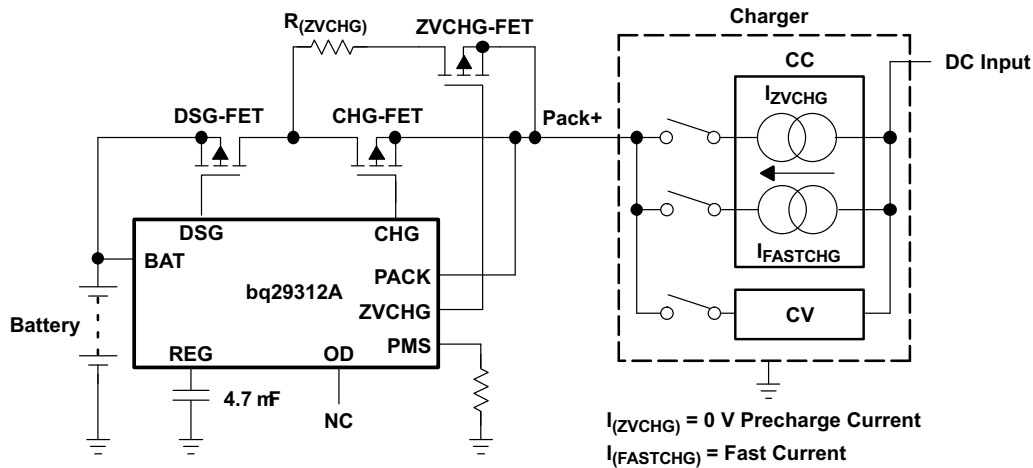 Charger
R(ZVCHG)
ZVCHG-FET
CC
DC Input
IZVCHG
DSG-FET
CHG-FET
Pack+
IFASTCHG
DSG
CHG
BAT
PACK
bq29312A
ZVCHG
CV
Battery
PMS
REG
OD
4.7 mF
NC
I(ZVCHG) = 0 V Precharge Current
I(FASTCHG) = Fast Current